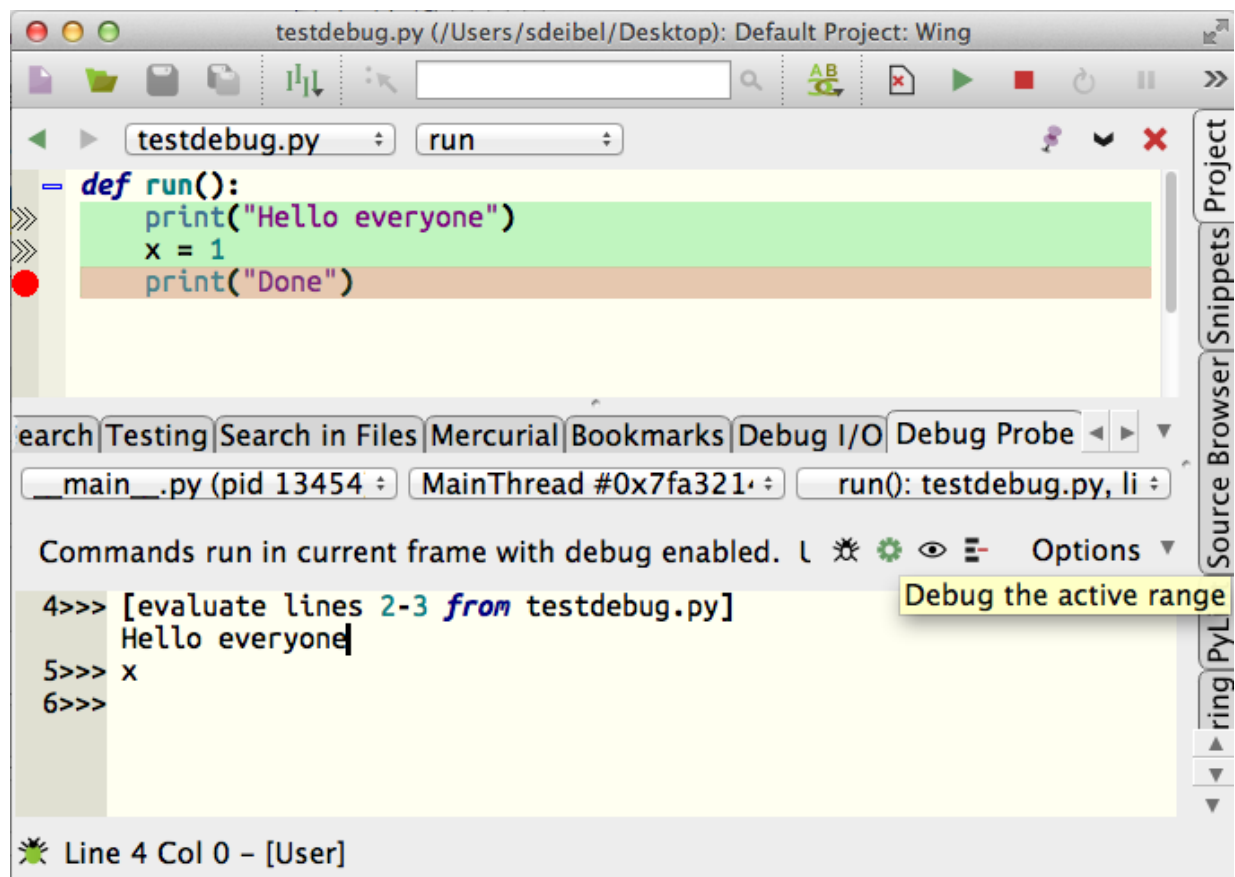 testdebug.py (/Users/sdeibel/Desktop): Default Project: Wing
AB
testdebug.py
run
def run():
print("Hello everyone")
x = 1
print("Done")
earch Testing Search in Files Mercurial Bookmarks Debug I/O Debug Probe
__main__.py (pid 13454 MainThread #0x7fa321 run(): testdebug.py, li
Commands run in current frame with debug enabled. Options
Debug the active range
4>>> [evaluate lines 2-3 from testdebug.py]
Hello everyone
5>>> x
6>>>
Line 4 Col 0 – [User]
Project
Snippets
Source Browser
PyL
ring